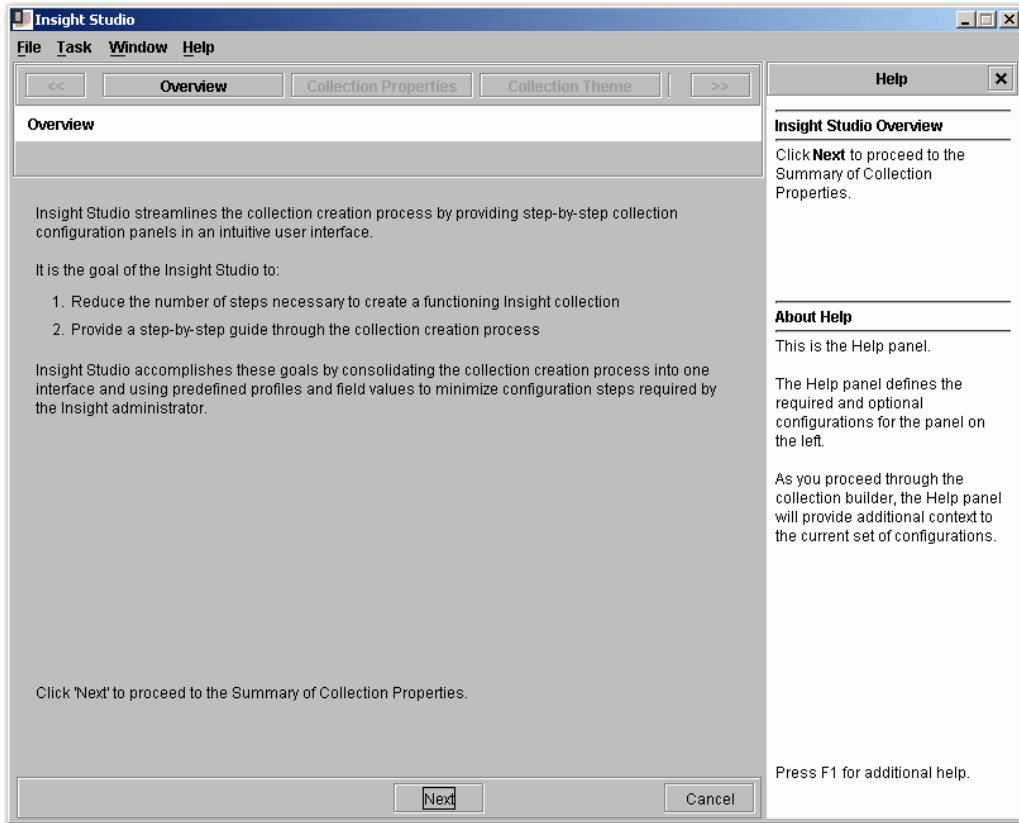 Insight Studio
File Task Window Help
<< Overview Collection Properties Collection Theme >>
Overview
Insight Studio streamlines the collection creation process by providing step-by-step collection
configuration panels in an intuitive user interface.
It is the goal of the Insight Studio to:
1. Reduce the number of steps necessary to create a functioning Insight collection
2. Provide a step-by-step guide through the collection creation process
Insight Studio accomplishes these goals by consolidating the collection creation process into one
interface and using predefined profiles and field values to minimize configuration steps required by
the Insight administrator.
Click 'Next' to proceed to the Summary of Collection Properties.
Next Cancel
Help
Insight Studio Overview
Click Next to proceed to the
Summary of Collection
Properties.
About Help
This is the Help panel.
The Help panel defines the
required and optional
configurations for the panel on
the left.
As you proceed through the
collection builder, the Help panel
will provide additional context to
the current set of configurations.
Press F1 for additional help.